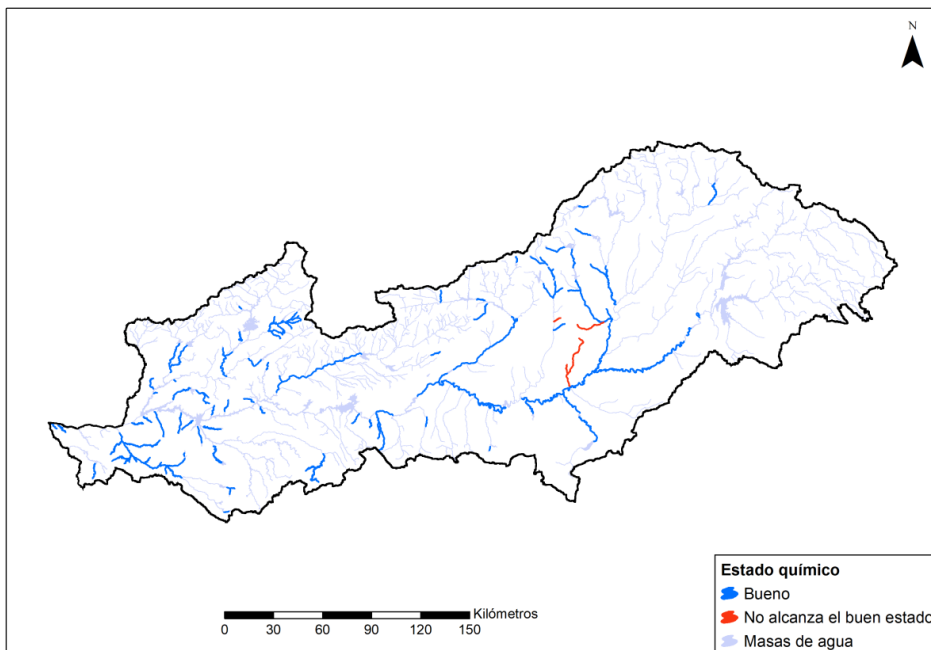 N
Estado químico
Bueno
No alcanza el buen estado
Masas de agua
Kilómetros
0 30 60 90 120 150